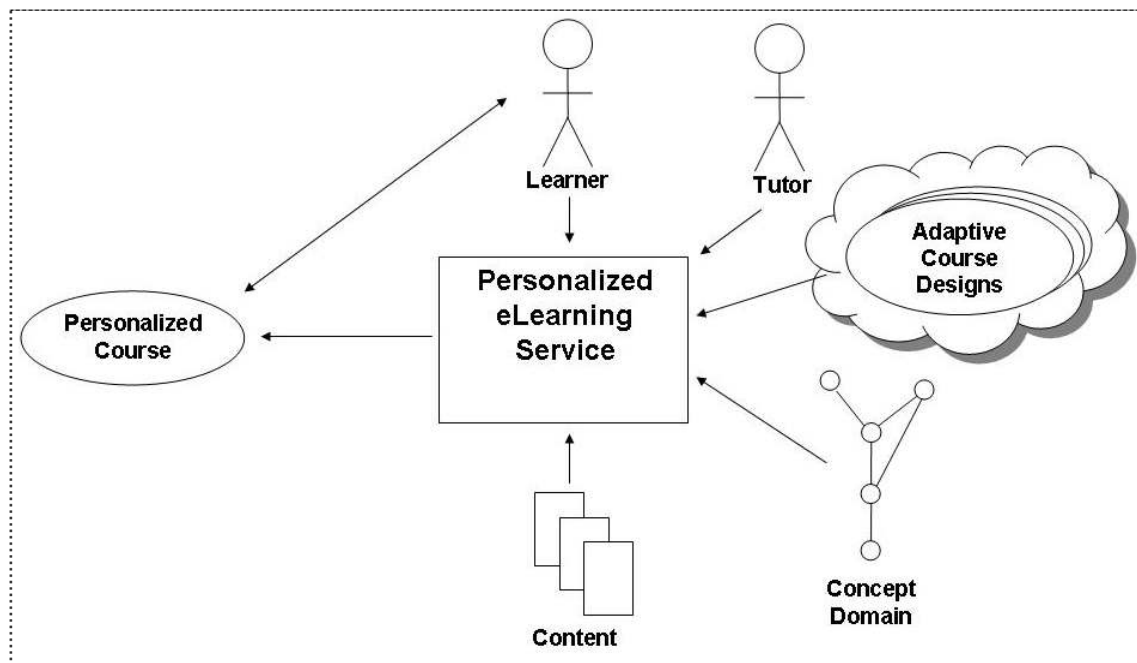 Learner
Tutor
Adaptive
Course
Designs
Personalized
eLearning
Service
Personalized
Course
Content
Concept
Domain